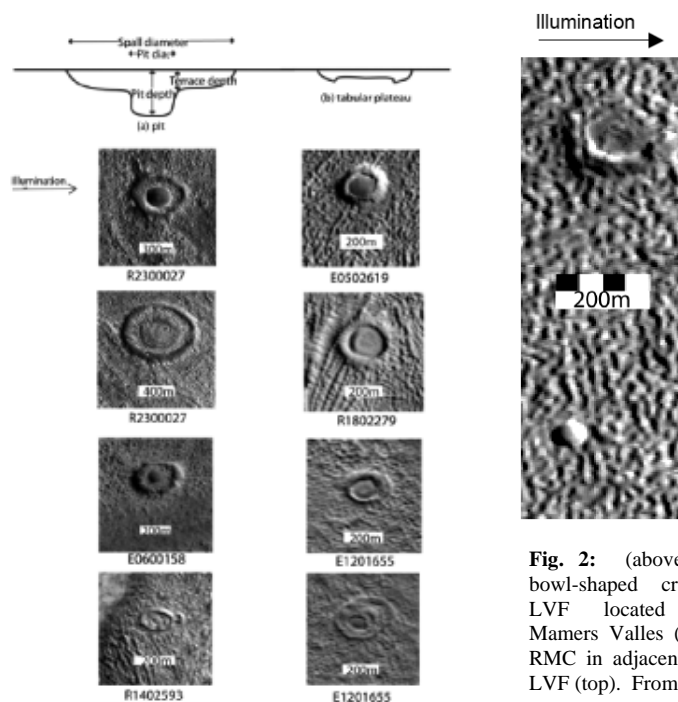 Spall diameter
Pit dia:
Terrace depth
Pit depth
(a) pit
(b) tabular plateau
Illumination
300m
R2300027
200m
E0502619
400m
R2300027
200m
R1802279
300m
E0600158
200m
E1201655
200m
R1402593
200m
E1201655
Illumination
200m
Fig. 2: (above
bowl-shaped cr
LVF located
Mamers Valles (
RMC in adjacen
LVF (top). From